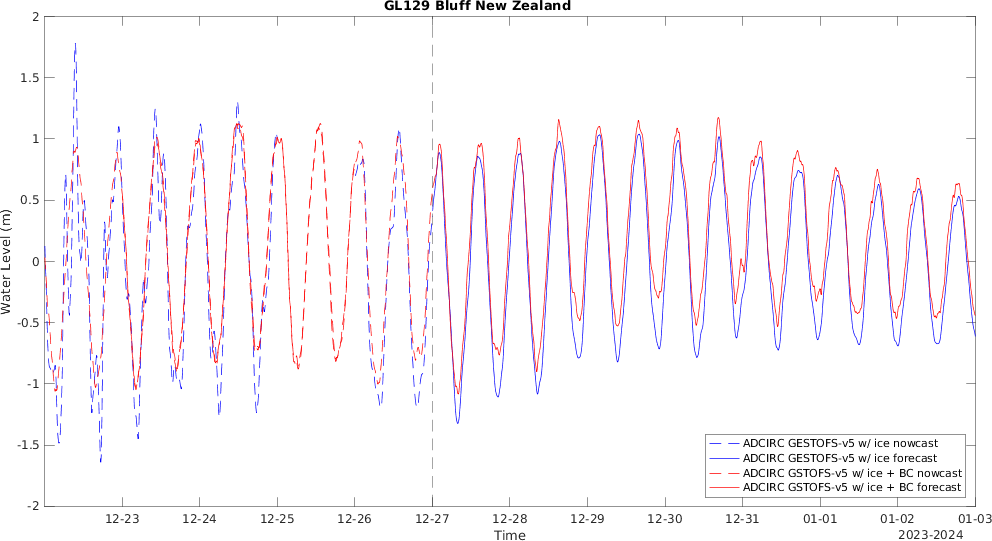 GL129 Bluff New Zealand
2
1.5
1
0.5
0
-0.5
-1
-1.5
-2
Water Level (m)
ADCIRC GESTOFS-v5 w/ ice nowcast
ADCIRC GESTOFS-v5 w/ ice forecast
ADCIRC GSTOFS-v5 w/ ice + BC nowcast
ADCIRC GSTOFS-v5 w/ ice + BC forecast
12-23 12-24 12-25 12-26 12-27 12-28 12-29 12-30 12-31 01-01 01-02 01-03
Time
2023-2024